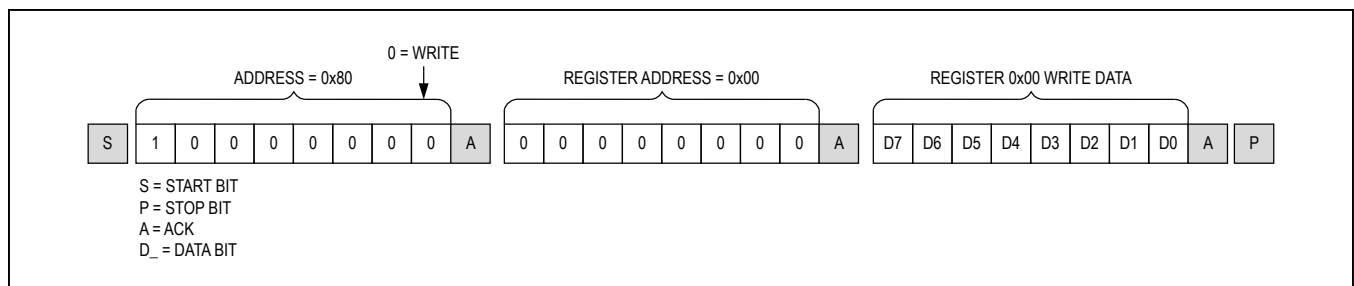 0 = WRITE
ADDRESS = 0x80 REGISTER ADDRESS = 0x00 REGISTER 0x00 WRITE DATA
S 1 0 0 0 0 0 0 0 A 0 0 0 0 0 0 0 0 A D7 D6 D5 D4 D3 D2 D1 D0 A P
S = START BIT
P = STOP BIT
A = ACK
D_ = DATA BIT